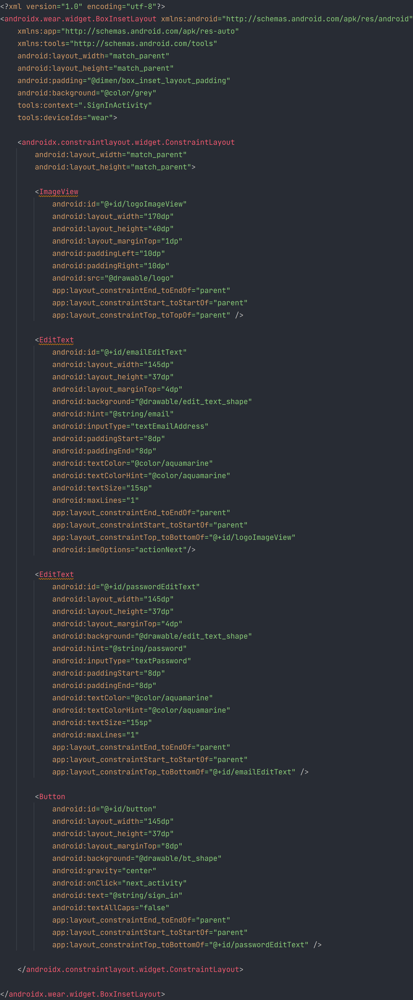 <?xml version="1.0" encoding="utf-8"?>
<androidx.wear.widget.BoxInsetLayout xmlns:android="http://schemas.android.com/apk/res/android"
    xmlns:app="http://schemas.android.com/apk/res-auto"
    xmlns:tools="http://schemas.android.com/tools"
    android:layout_width="match_parent"
    android:layout_height="match_parent"
    android:padding="@dimen/box_inset_layout_padding"
    android:background="@color/grey"
    tools:context=".SignInActivity"
    tools:deviceIds="wear">

    <androidx.constraintlayout.widget.ConstraintLayout
        android:layout_width="match_parent"
        android:layout_height="match_parent">

        <ImageView
            android:id="@+id/logoImageView"
            android:layout_width="170dp"
            android:layout_height="40dp"
            android:layout_marginTop="1dp"
            android:paddingLeft="10dp"
            android:paddingRight="10dp"
            android:src="@drawable/logo"
            app:layout_constraintEnd_toEndOf="parent"
            app:layout_constraintStart_toStartOf="parent"
            app:layout_constraintTop_toTopOf="parent" />

        <EditText
            android:id="@+id/emailEditText"
            android:layout_width="145dp"
            android:layout_height="37dp"
            android:layout_marginTop="4dp"
            android:background="@drawable/edit_text_shape"
            android:hint="@string/email"
            android:inputType="textEmailAddress"
            android:paddingStart="8dp"
            android:paddingEnd="8dp"
            android:textColor="@color/aquamarine"
            android:textColorHint="@color/aquamarine"
            android:textSize="15sp"
            android:maxLines="1"
            app:layout_constraintEnd_toEndOf="parent"
            app:layout_constraintStart_toStartOf="parent"
            app:layout_constraintTop_toBottomOf="@+id/logoImageView"
            android:imeOptions="actionNext"/>

        <EditText
            android:id="@+id/passwordEditText"
            android:layout_width="145dp"
            android:layout_height="37dp"
            android:layout_marginTop="4dp"
            android:background="@drawable/edit_text_shape"
            android:hint="@string/password"
            android:inputType="textPassword"
            android:paddingStart="8dp"
            android:paddingEnd="8dp"
            android:textColor="@color/aquamarine"
            android:textColorHint="@color/aquamarine"
            android:textSize="15sp"
            android:maxLines="1"
            app:layout_constraintEnd_toEndOf="parent"
            app:layout_constraintStart_toStartOf="parent"
            app:layout_constraintTop_toBottomOf="@+id/emailEditText" />

        <Button
            android:id="@+id/button"
            android:layout_width="145dp"
            android:layout_height="37dp"
            android:layout_marginTop="8dp"
            android:background="@drawable/bt_shape"
            android:gravity="center"
            android:onClick="next_activity"
            android:text="@string/sign_in"
            android:textAllCaps="false"
            app:layout_constraintEnd_toEndOf="parent"
            app:layout_constraintStart_toStartOf="parent"
            app:layout_constraintTop_toBottomOf="@+id/passwordEditText" />

    </androidx.constraintlayout.widget.ConstraintLayout>

</androidx.wear.widget.BoxInsetLayout>